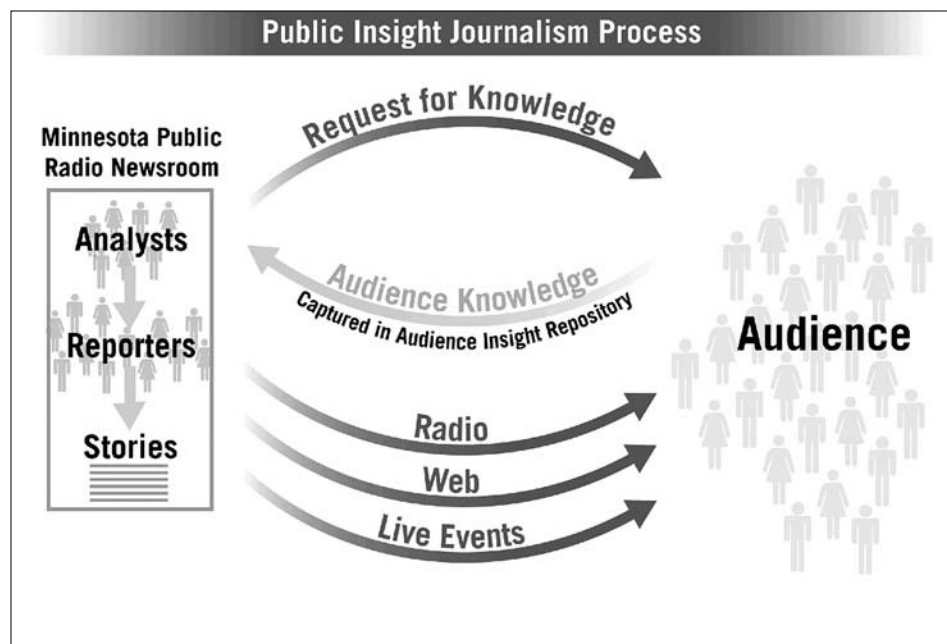 Public Insight Journalism Process
Request for Knowledge
Minnesota Public
Radio Newsroom
Analysts
Reporters
Stories
Audience Knowledge
Captured in Audience Insight Repository
Audience
Radio
Web
Live Events